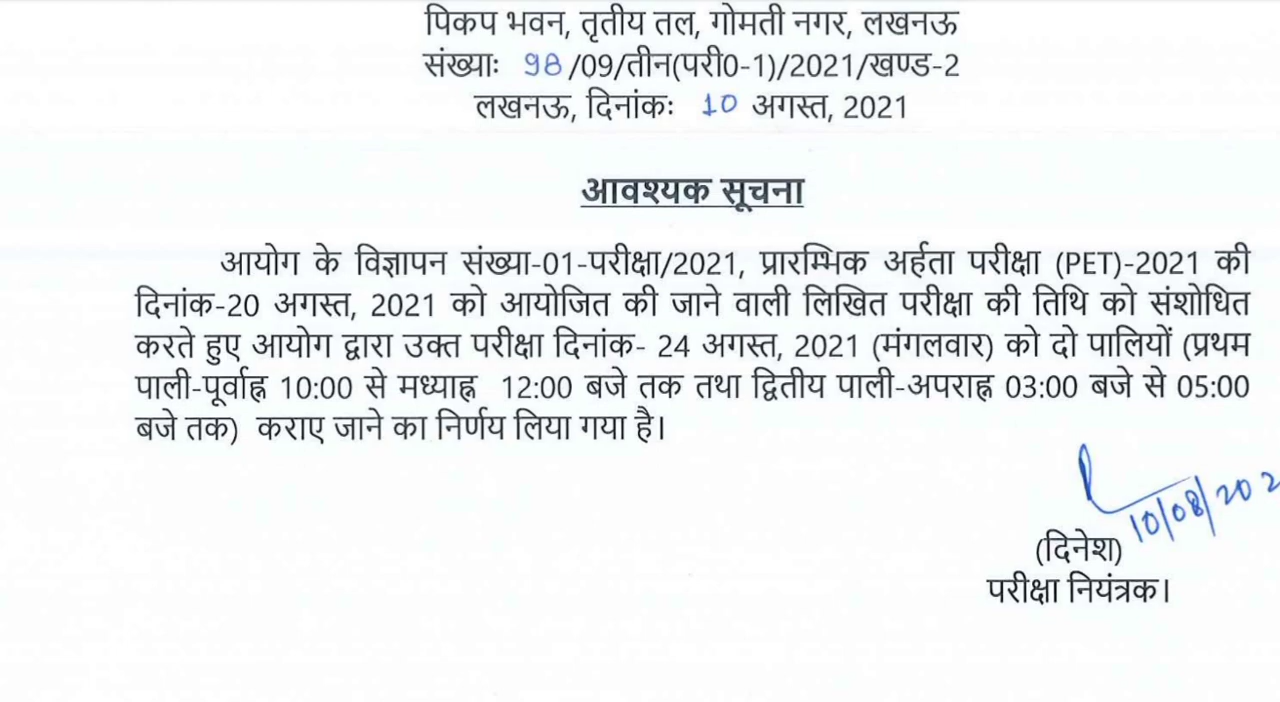 पिकप भवन, तृतीय तल, गोमती नगर, लखनऊ
संख्याः 98/09/तीन(परी0-1)/2021/खण्ड-2
लखनऊ, दिनांकः 10 अगस्त, 2021
आवश्यक सूचना
आयोग के विज्ञापन संख्या-01-परीक्षा/2021, प्रारम्भिक अर्हता परीक्षा (PET)-2021 की
दिनांक-20 अगस्त, 2021 को आयोजित की जाने वाली लिखित परीक्षा की तिथि को संशोधित
करते हुए आयोग द्वारा उक्त परीक्षा दिनांक- 24 अगस्त, 2021 (मंगलवार) को दो पालियों (प्रथम
पाली-पूर्वाह्न 10:00 से मध्याह्न 12:00 बजे तक तथा द्वितीय पाली-अपराह्न 03:00 बजे से 05:00
बजे तक) कराए जाने का निर्णय लिया गया है।
10/08/202
(दिनेश)
परीक्षा नियंत्रक।